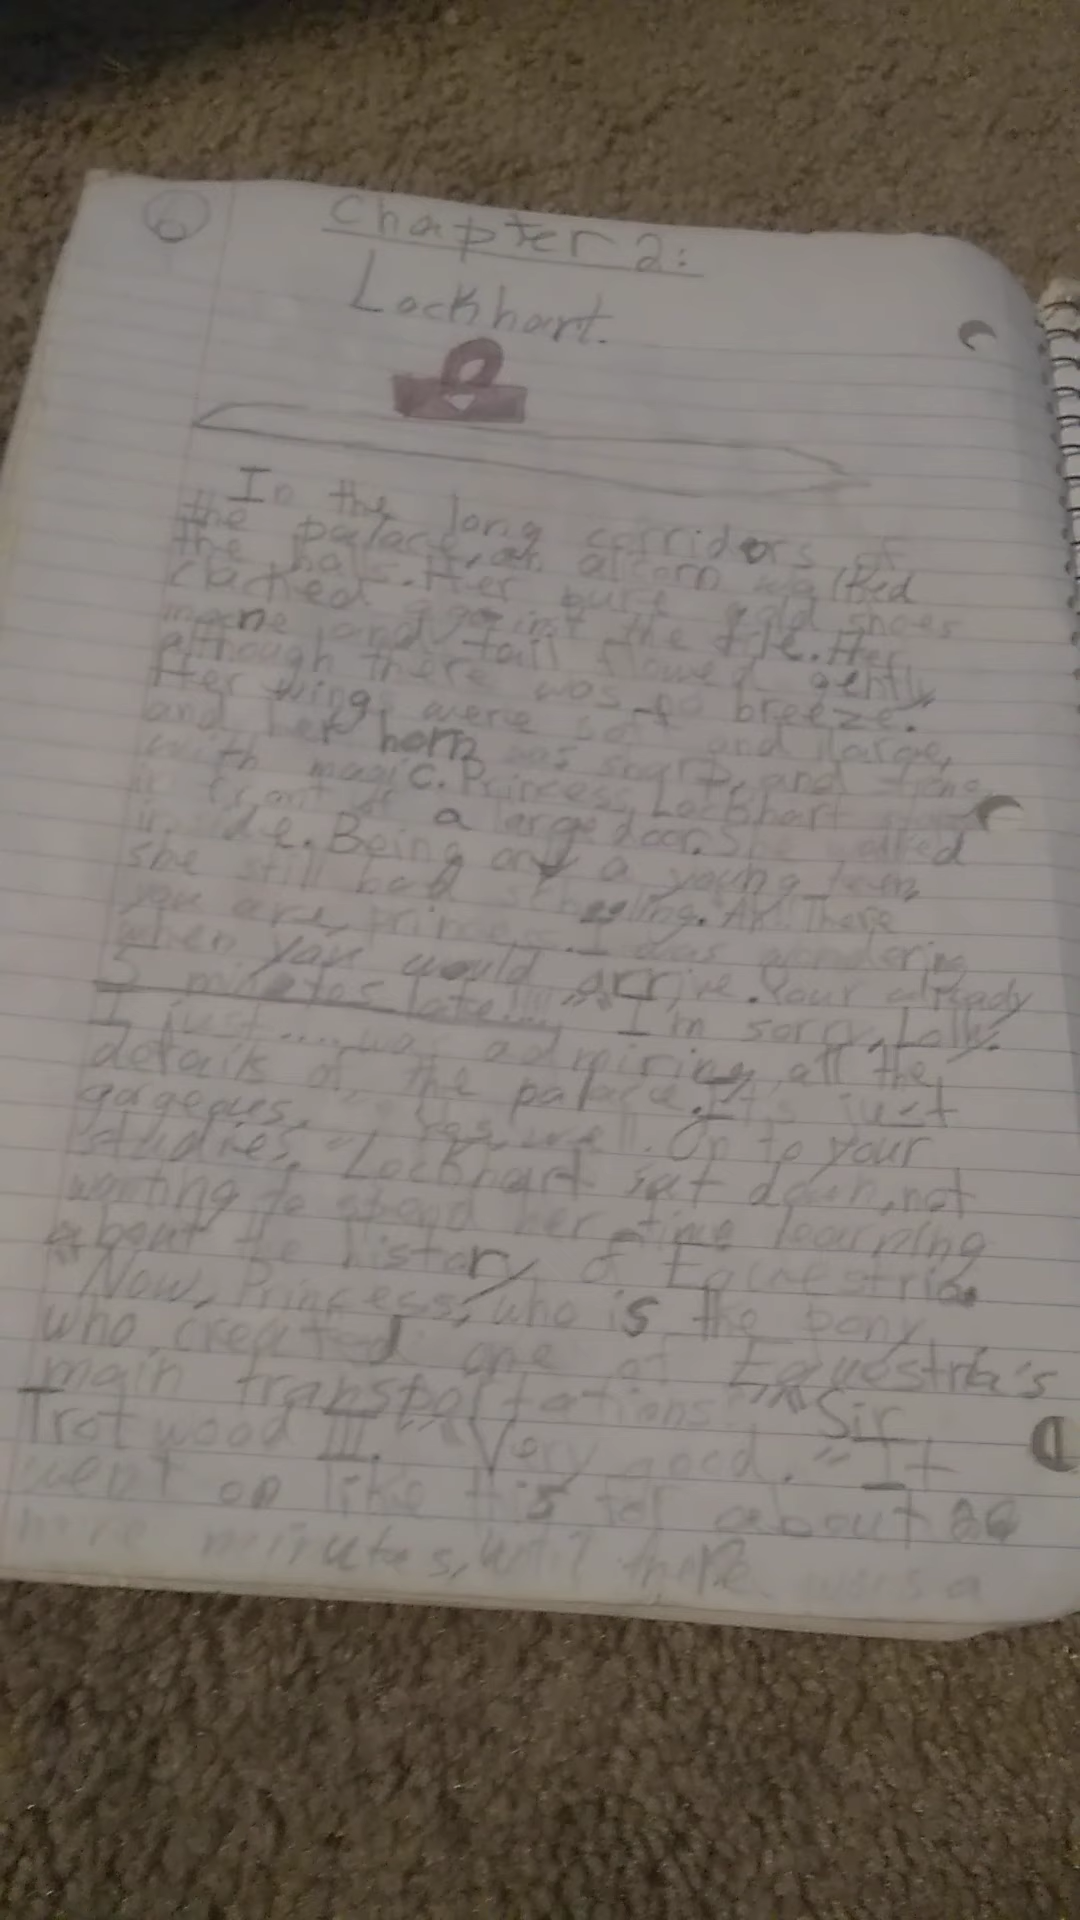 6
Chapter 2:
Lockhart.
In the long corridors of
the palace, an alicorn walked
the halls. Her pure gold shoes
clacked against the tile. Her
mane and tail flowed gently,
although there was no breeze.
Her wings were soft and large,
and her horn was sharp, and
with magic. Princess Lockhart
in front of a large door. She walked
inside. Being only a young teen,
she still had schooling. Ah! There
you are, princess. I was wondering
when you would arrive. Your already
5 minutes late!!!!" "I'm sorry, Lolly.
I just....was admiring all the
details of the palace. It's just
gogeous. "Yes, well. On to your
studies." Lockhart sat down, not
wanting to spend her time learning
about the history of Equestria.
"Now, Princess, who is the pony
who created one of Equestria's
main transportations?" "Sir
Trotwood III." "Very good." It
went on like this for about
more minutes, until there was a